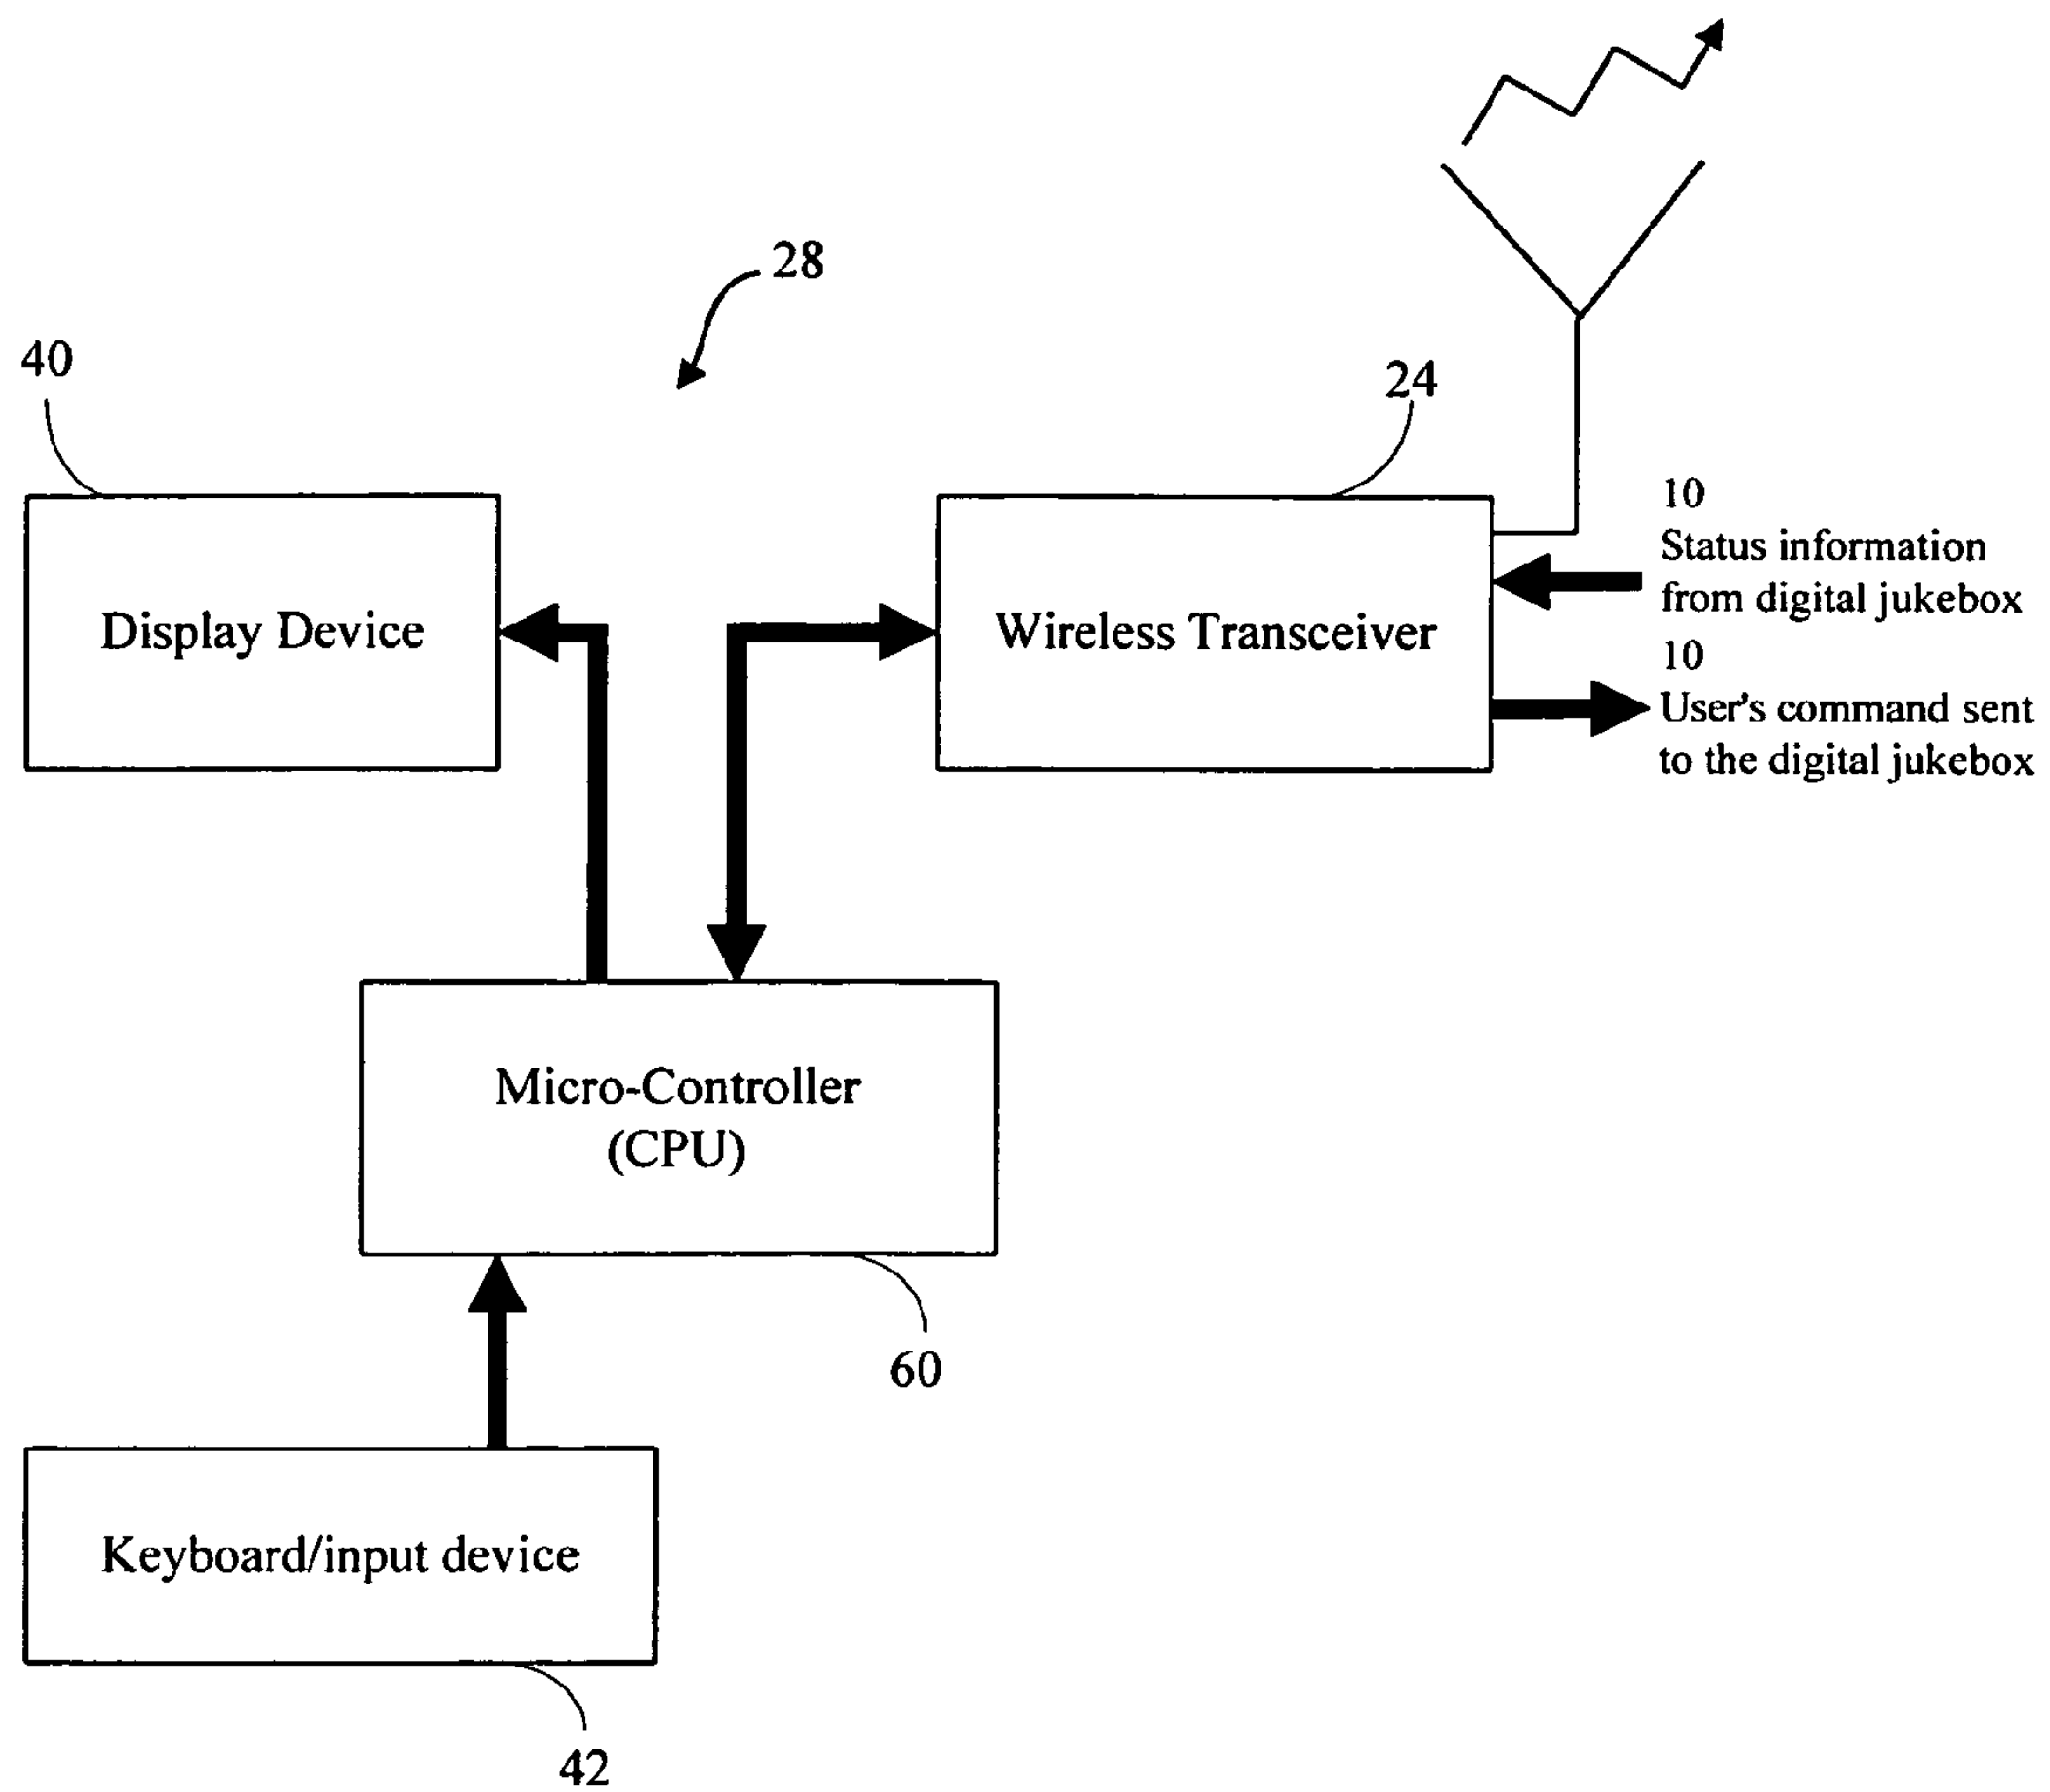 28
40
24
10
Status information
from digital jukebox
10
User's command sent
to the digital jukebox
Display Device
Wireless Transceiver
Micro-Controller
(CPU)
60
Keyboard/input device
42